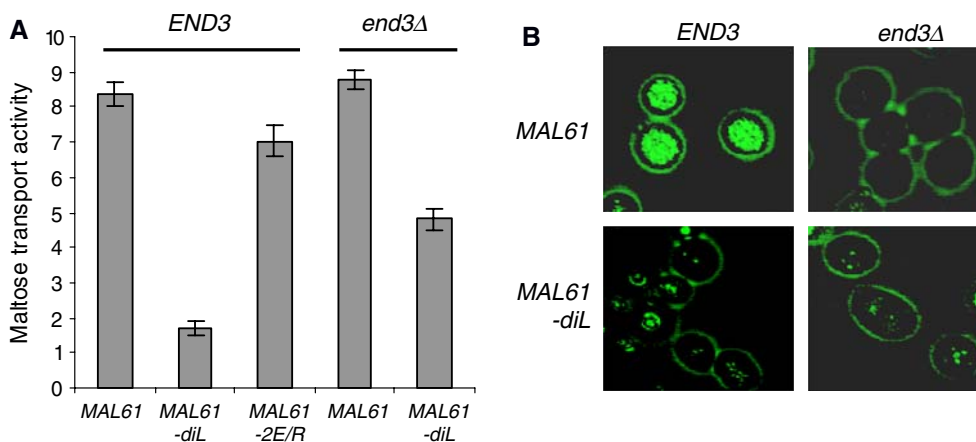 A
END3
end3Δ
Maltose transport activity
10
9
8
7
6
5
4
3
2
1
0
MAL61
MAL61
-diL
MAL61
-2E/R
MAL61
MAL61
-diL
B
END3
end3Δ
MAL61
MAL61
-diL